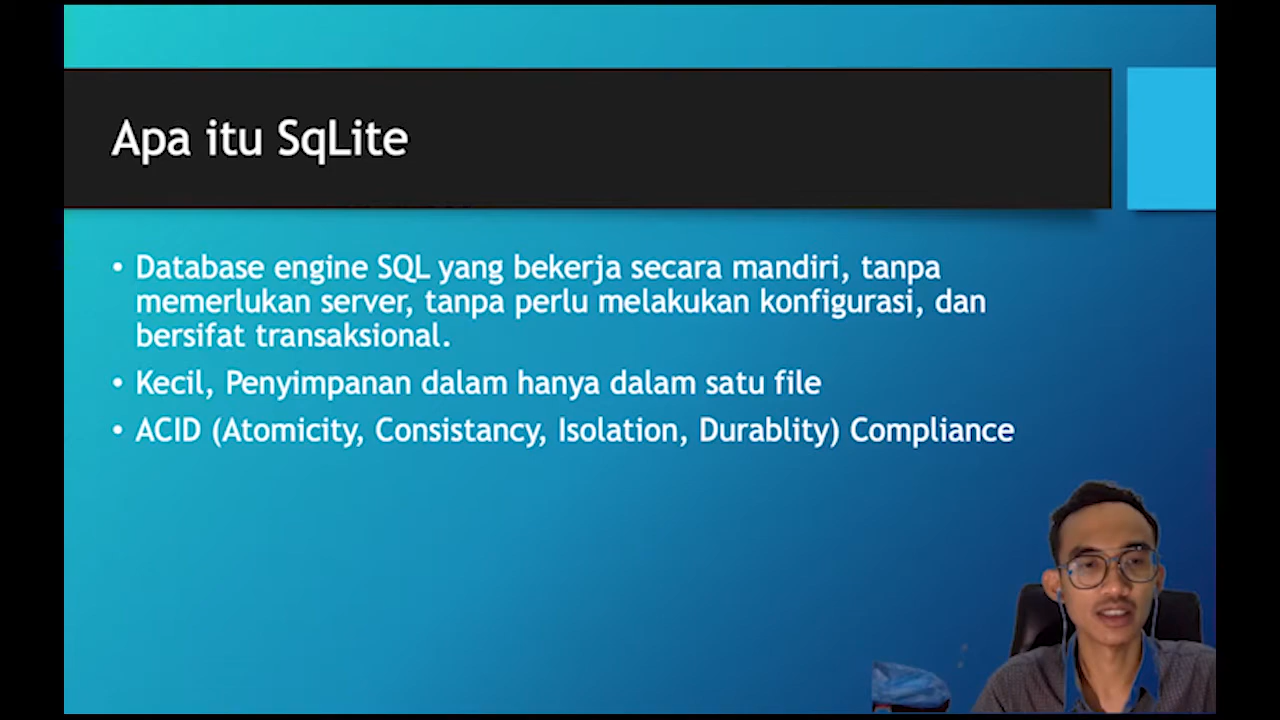 Apa itu SqLite
• Database engine SQL yang bekerja secara mandiri, tanpa
memerlukan server, tanpa perlu melakukan konfigurasi, dan
bersifat transaksional.
• Kecil, Penyimpanan dalam hanya dalam satu file
• ACID (Atomicity, Consistancy, Isolation, Durablity) Compliance